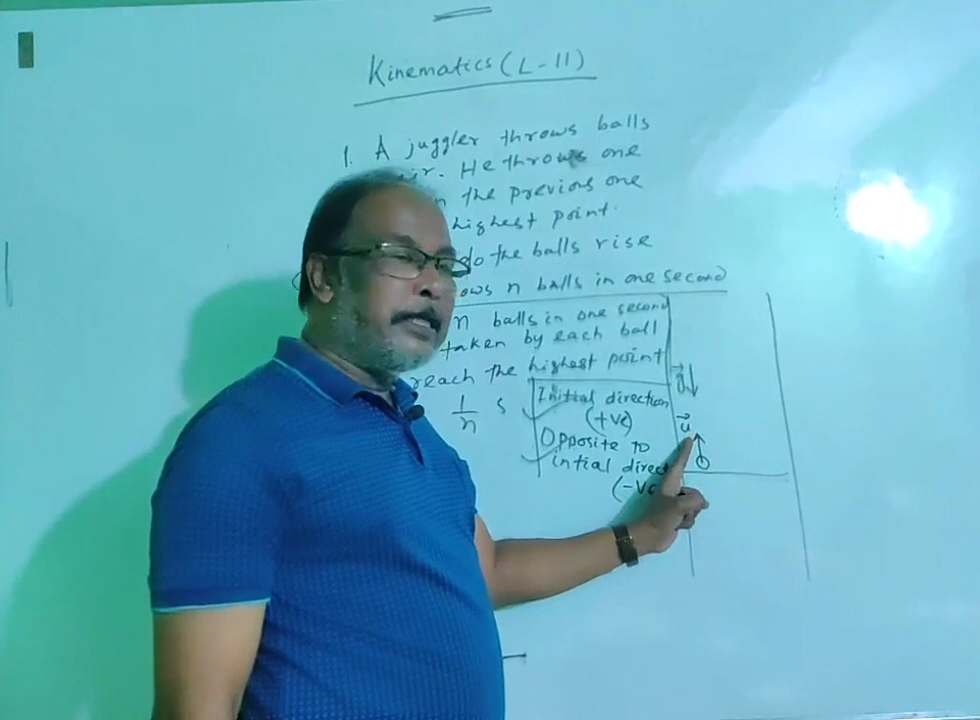 Kinematics (L-11)
1. A juggler throws balls
air. He throws one
n the previous one
highest point.
do the balls rise
ows n balls in one second
n balls in one second
taken by each ball
reach the highest point
1/n s
Initial direction
(+ve)
Opposite to
intial direc
(-ve
g
u